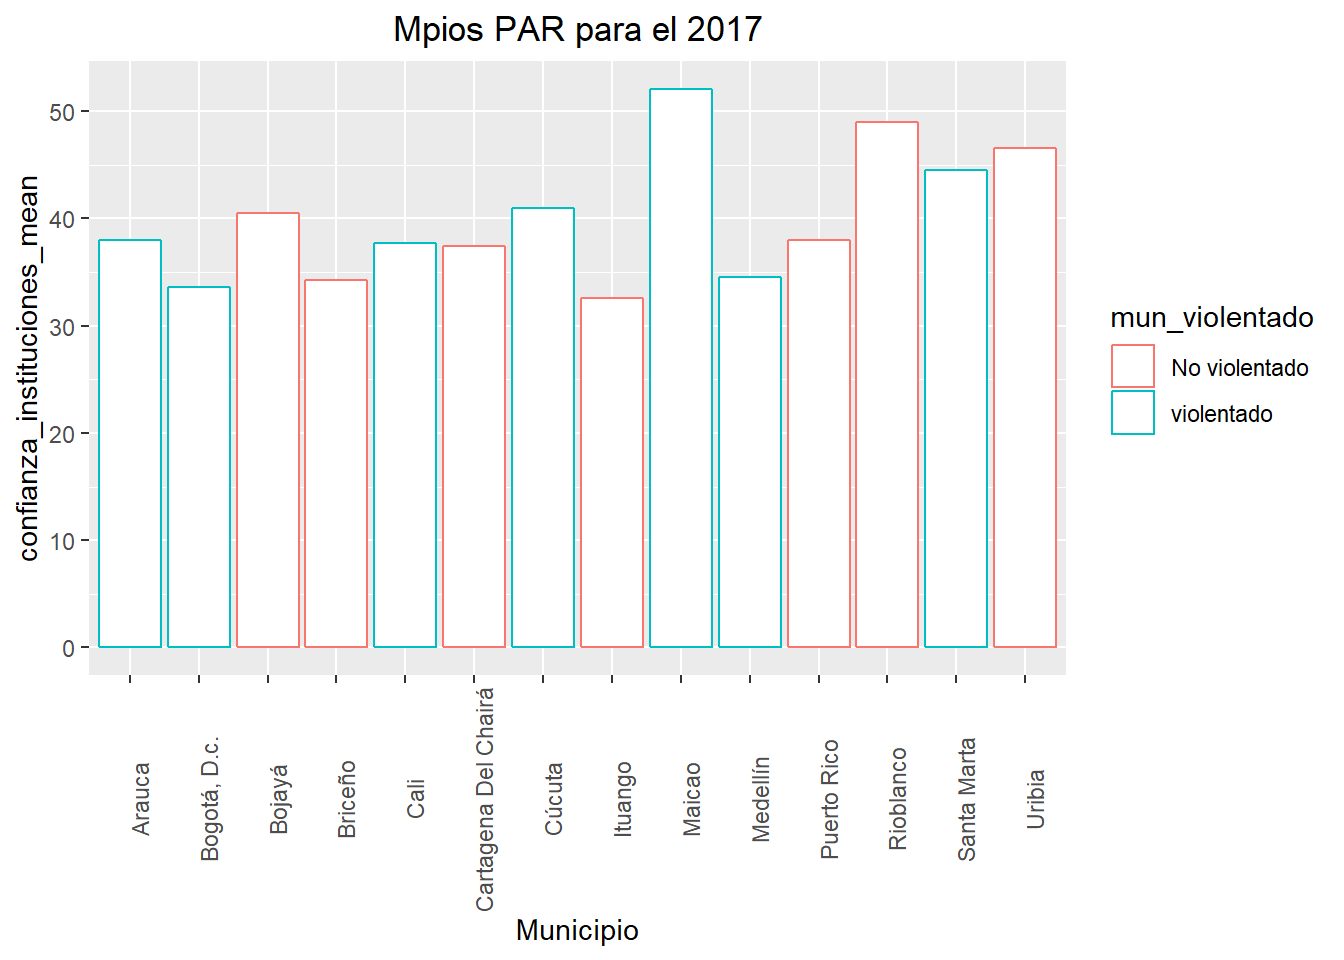 Mpios PAR para el 2017
confianza_instituciones_mean
50
40
30
20
10
0
Arauca
Bogotá, D.c.
Bojayá
Briceño
Cali
Cartagena Del Chairá
Cúcuta
Ituango
Maicao
Medellín
Puerto Rico
Rioblanco
Santa Marta
Uribia
Municipio
mun_violentado
No violentado
violentado